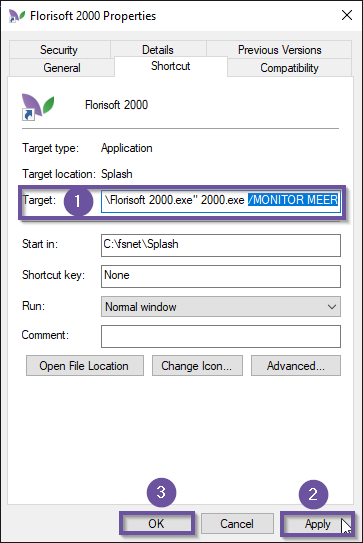 Florisoft 2000 Properties
Security Details Previous Versions
General Shortcut Compatibility
Florisoft 2000
Target type: Application
Target location: Splash
Target: 1 \Florisoft 2000.exe" 2000.exe /MONITOR MEER
Start in: C:\fsnet\Splash
Shortcut key: None
Run: Normal window
Comment:
Open File Location Change Icon... Advanced...
3 2
OK Cancel Apply